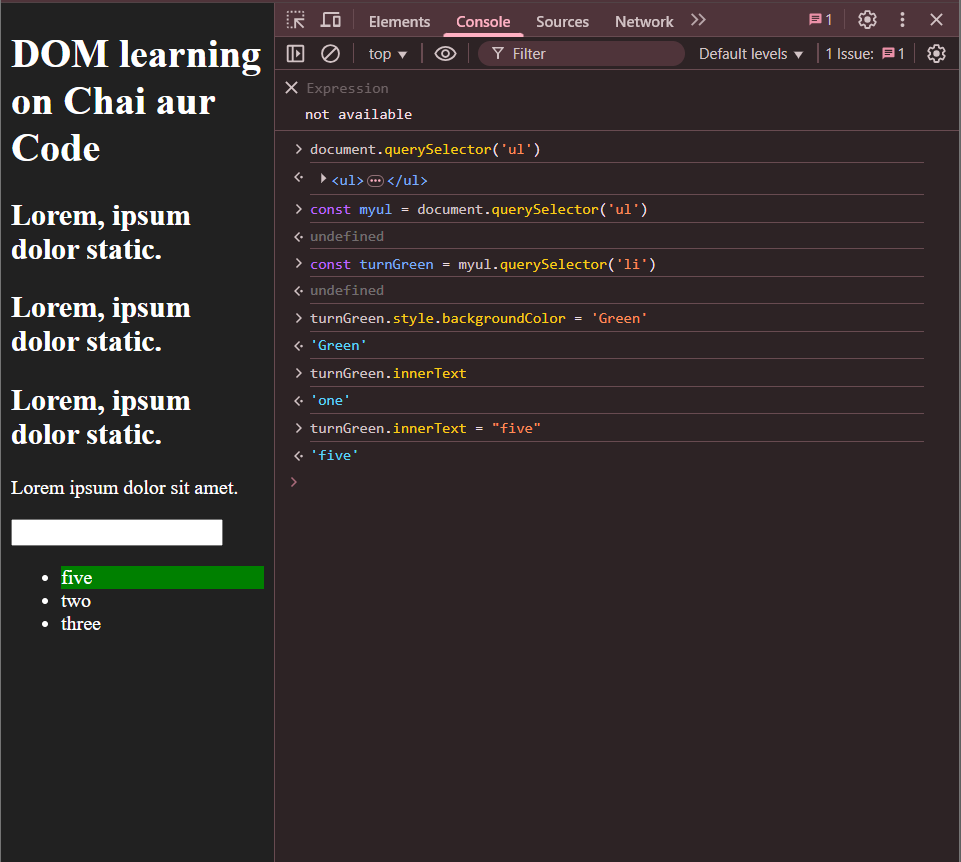 DOM learning
on Chai aur
Code
Lorem, ipsum
dolor static.
Lorem, ipsum
dolor static.
Lorem, ipsum
dolor static.
Lorem ipsum dolor sit amet.
five
two
three
Elements Console Sources Network 1
top Filter Default levels 1 Issue: 1
Expression
not available
document.querySelector('ul')
<ul>…</ul>
const myul = document.querySelector('ul')
undefined
const turnGreen = myul.querySelector('li')
undefined
turnGreen.style.backgroundColor = 'Green'
'Green'
turnGreen.innerText
'one'
turnGreen.innerText = "five"
'five'